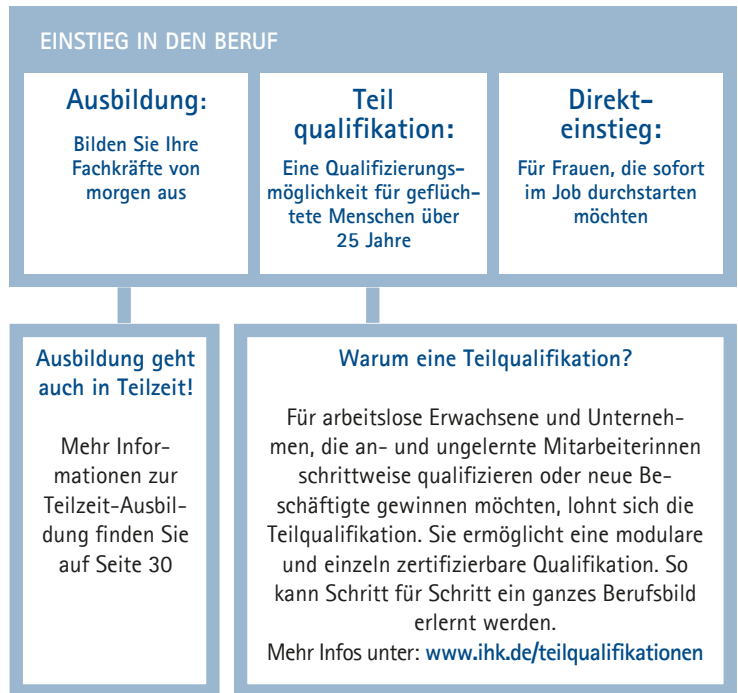 EINSTIEG IN DEN BERUF
Ausbildung:
Bilden Sie Ihre
Fachkräfte von
morgen aus
Teil
qualifikation:
Eine Qualifizierungs-
möglichkeit für geflüch-
tete Menschen über
25 Jahre
Direkt-
einstieg:
Für Frauen, die sofort
im Job durchstarten
möchten
Ausbildung geht
auch in Teilzeit!
Mehr Infor-
mationen zur
Teilzeit-Ausbil-
dung finden Sie
auf Seite 30
Warum eine Teilqualifikation?
Für arbeitslose Erwachsene und Unterneh-
men, die an- und ungelernte Mitarbeiterinnen
schrittweise qualifizieren oder neue Be-
schäftigte gewinnen möchten, lohnt sich die
Teilqualifikation. Sie ermöglicht eine modulare
und einzeln zertifizierbare Qualifikation. So
kann Schritt für Schritt ein ganzes Berufsbild
erlernt werden.
Mehr Infos unter: www.ihk.de/teilqualifikationen